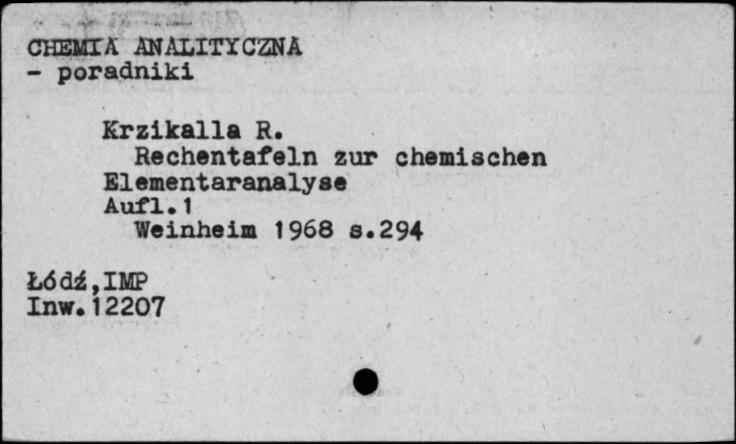 CHEMIA ANALITYCZNA
- poradniki
Krzikalla R.
Rechentafeln zur chemischen
Elementaranalyse
Aufl.1
Weinheim 1968 s.294
Łódź,IMP
Inw.12207